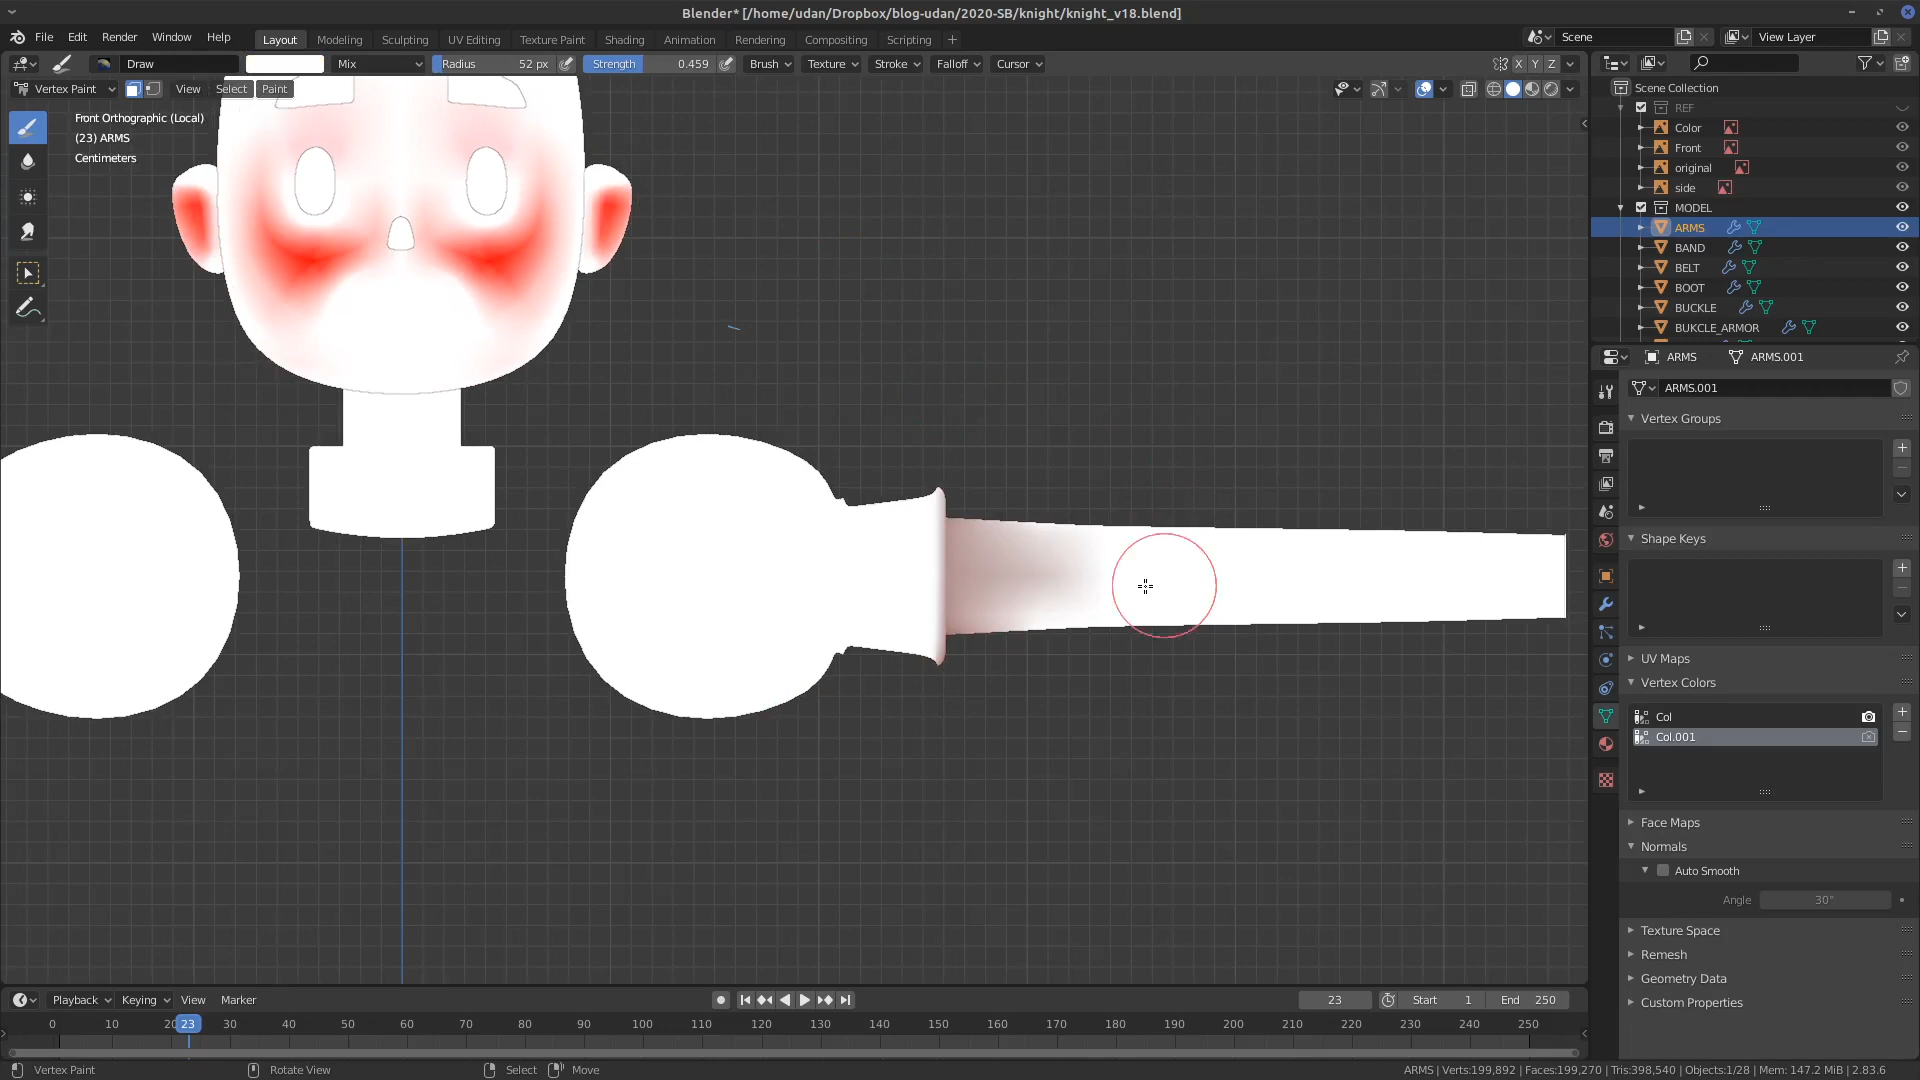 Blender* [/home/udan/Dropbox/blog-udan/2020-SB/knight/knight_v18.blend]
File Edit Render Window Help Layout Modeling Sculpting UV Editing Texture Paint Shading Animation Rendering Compositing Scripting + Scene View Layer
Draw Mix Radius 52 px Strength 0.459 Brush Texture Stroke Falloff Cursor X Y Z
Vertex Paint View Select Paint
Front Orthographic (Local)
(23) ARMS
Centimeters
Scene Collection
REF
Color
Front
original
side
MODEL
ARMS
BAND
BELT
BOOT
BUCKLE
BUKCLE_ARMOR
ARMS ARMS.001
ARMS.001
Vertex Groups
Shape Keys
UV Maps
Vertex Colors
Col
Col.001
Face Maps
Normals
Auto Smooth
Angle 30°
Texture Space
Remesh
Geometry Data
Custom Properties
Playback Keying View Marker 23 Start 1 End 250
0 10 20 23 30 40 50 60 70 80 90 100 110 120 130 140 150 160 170 180 190 200 210 220 230 240 250
Vertex Paint Rotate View Select Move ARMS | Verts:199,892 | Faces:199,270 | Tris:398,540 | Objects:1/28 | Mem: 147.2 MiB | 2.83.6